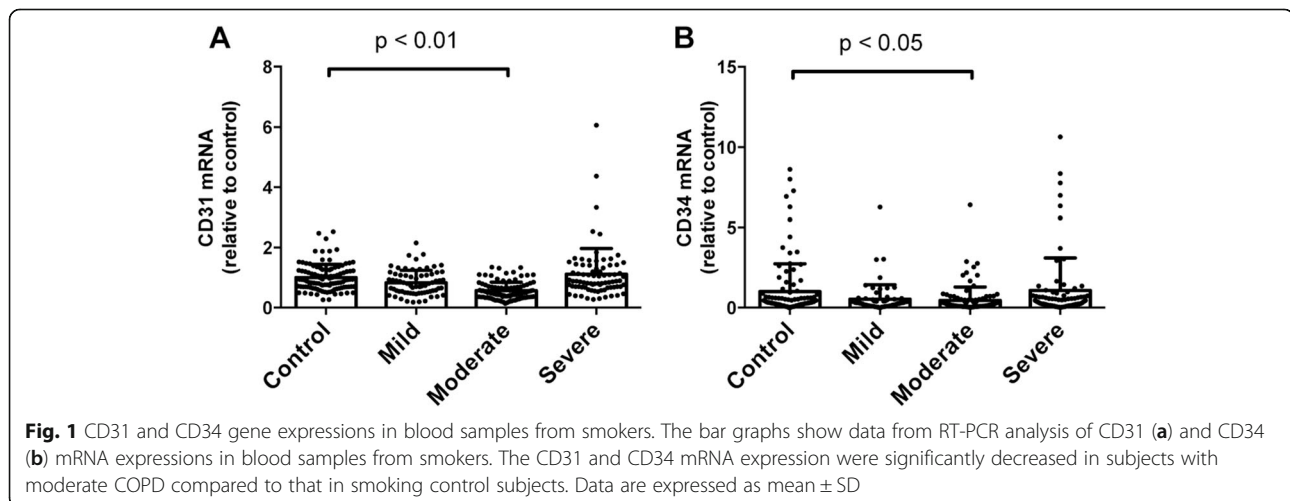 A
p < 0.01
CD31 mRNA
(relative to control)
8
6
4
2
0
Control
Mild
Moderate
Severe
B
p < 0.05
CD34 mRNA
(relative to control)
15
10
5
0
Control
Mild
Moderate
Severe
Fig. 1 CD31 and CD34 gene expressions in blood samples from smokers. The bar graphs show data from RT-PCR analysis of CD31 (a) and CD34
(b) mRNA expressions in blood samples from smokers. The CD31 and CD34 mRNA expression were significantly decreased in subjects with
moderate COPD compared to that in smoking control subjects. Data are expressed as mean ± SD